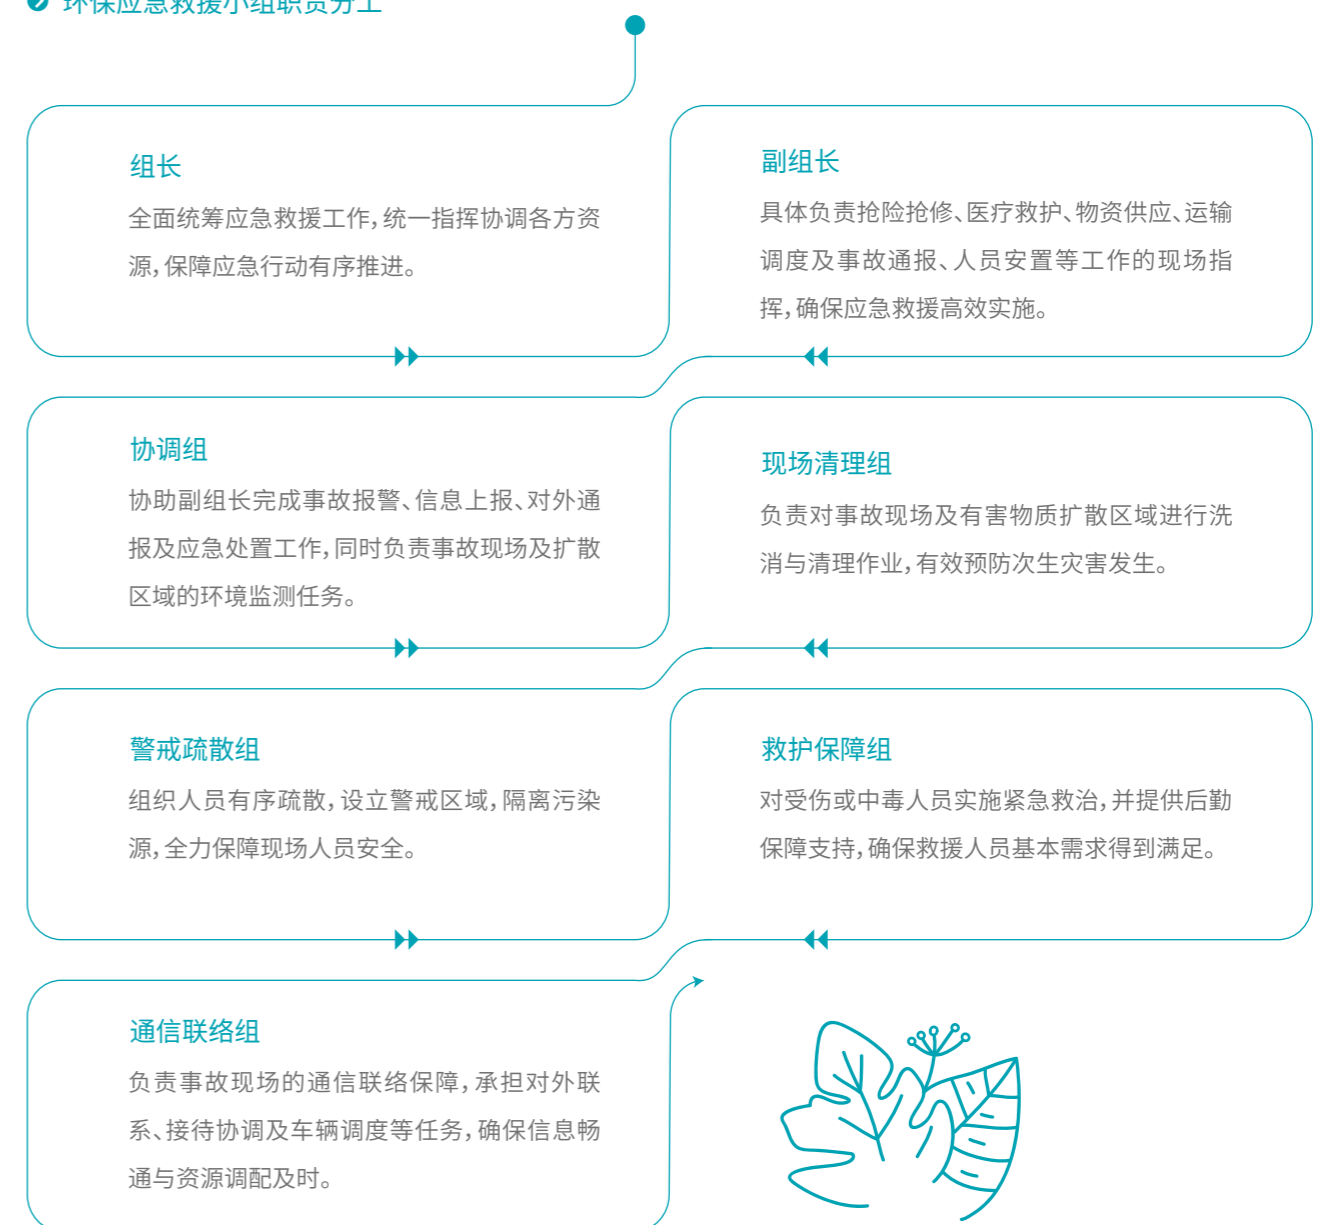 环保应急救援小组职责分工
组长
全面统筹应急救援工作,统一指挥协调各方资
源,保障应急行动有序推进。
副组长
具体负责抢险抢修、医疗救护、物资供应、运输
调度及事故通报、人员安置等工作的现场指
挥,确保应急救援高效实施。
协调组
协助副组长完成事故报警、信息上报、对外通
报及应急处置工作,同时负责事故现场及扩散
区域的环境监测任务。
现场清理组
负责对事故现场及有害物质扩散区域进行洗
消与清理作业,有效预防次生灾害发生。
警戒疏散组
组织人员有序疏散,设立警戒区域,隔离污染
源,全力保障现场人员安全。
救护保障组
对受伤或中毒人员实施紧急救治,并提供后勤
保障支持,确保救援人员基本需求得到满足。
通信联络组
负责事故现场的通信联络保障,承担对外联
系、接待协调及车辆调度等任务,确保信息畅
通与资源调配及时。